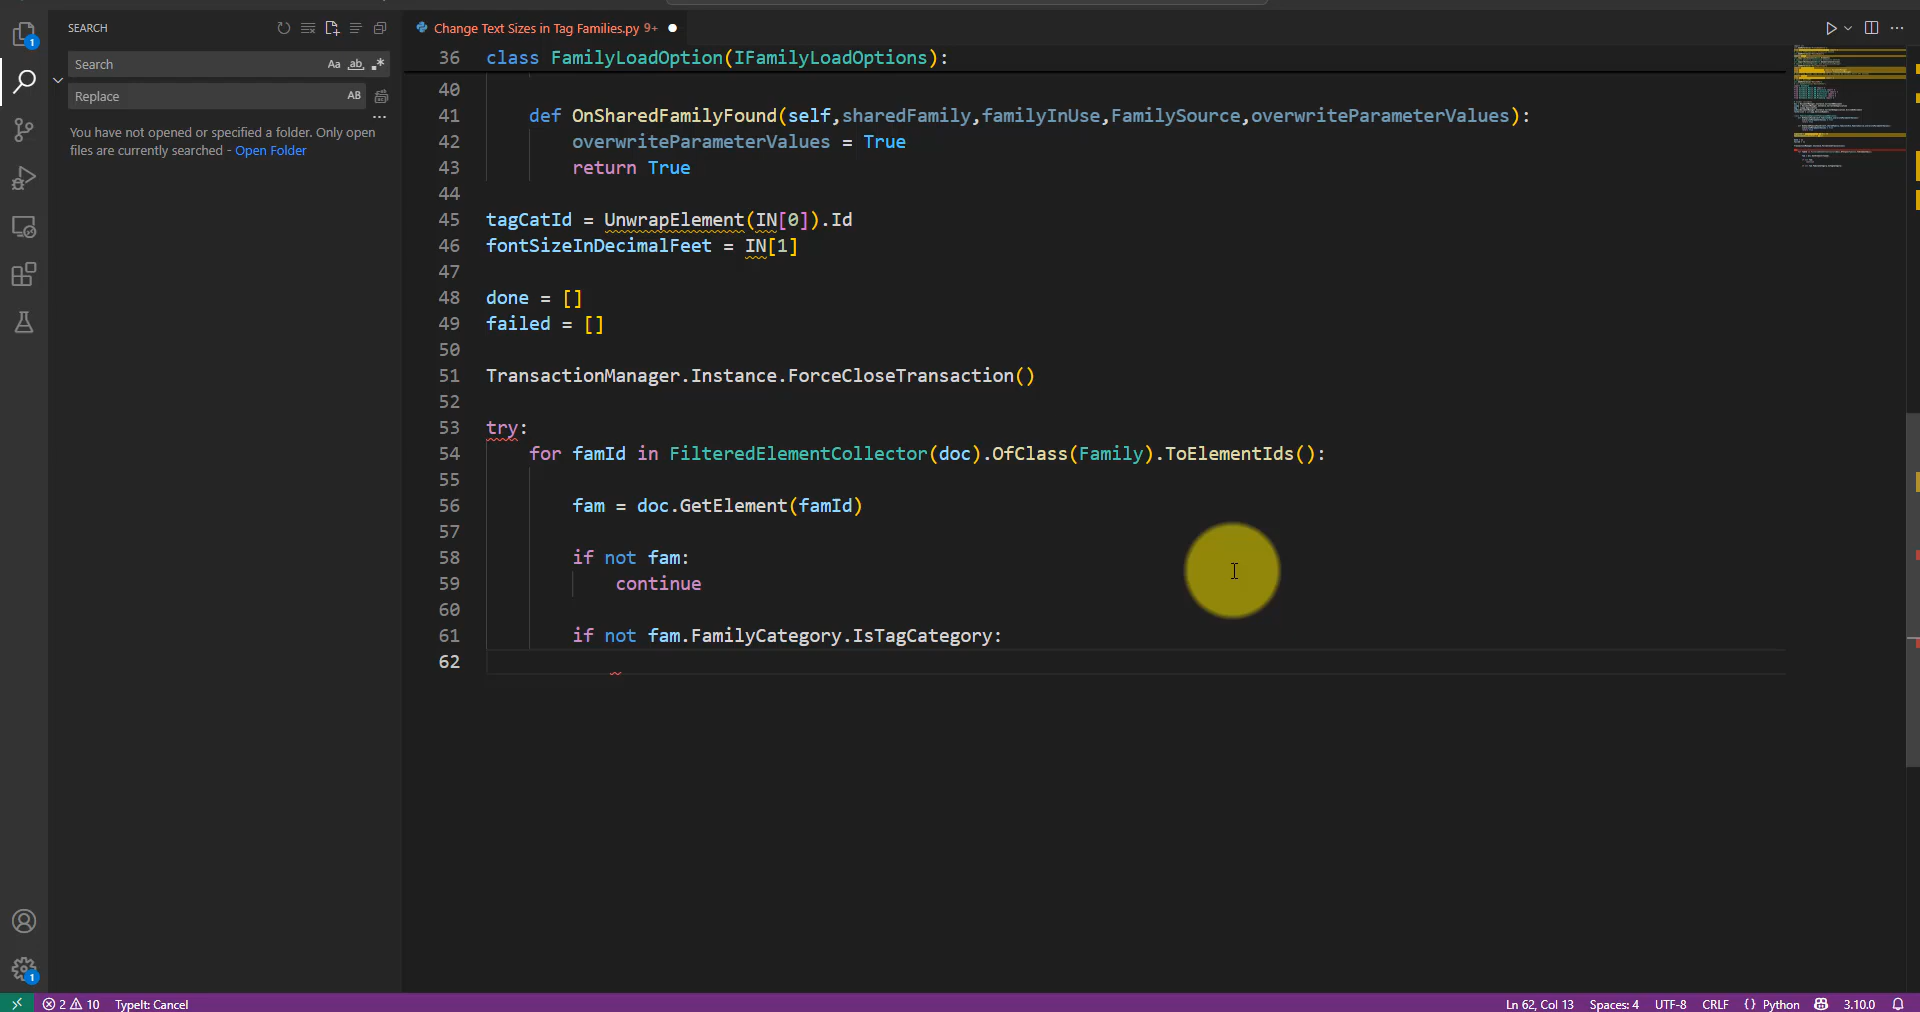 SEARCH
Search
Aa ab .*
Replace
AB
...
You have not opened or specified a folder. Only open
files are currently searched - Open Folder
1
1
Change Text Sizes in Tag Families.py 9+
36 class FamilyLoadOption(IFamilyLoadOptions):
40
41 def OnSharedFamilyFound(self,sharedFamily,familyInUse,FamilySource,overwriteParameterValues):
42 overwriteParameterValues = True
43 return True
44
45 tagCatId = UnwrapElement(IN[0]).Id
46 fontSizeInDecimalFeet = IN[1]
47
48 done = []
49 failed = []
50
51 TransactionManager.Instance.ForceCloseTransaction()
52
53 try:
54 for famId in FilteredElementCollector(doc).OfClass(Family).ToElementIds():
55
56 fam = doc.GetElement(famId)
57
58 if not fam:
59 continue
60
61 if not fam.FamilyCategory.IsTagCategory:
62
2 10 TypeIt: Cancel
Ln 62, Col 13 Spaces: 4 UTF-8 CRLF {} Python 3.10.0